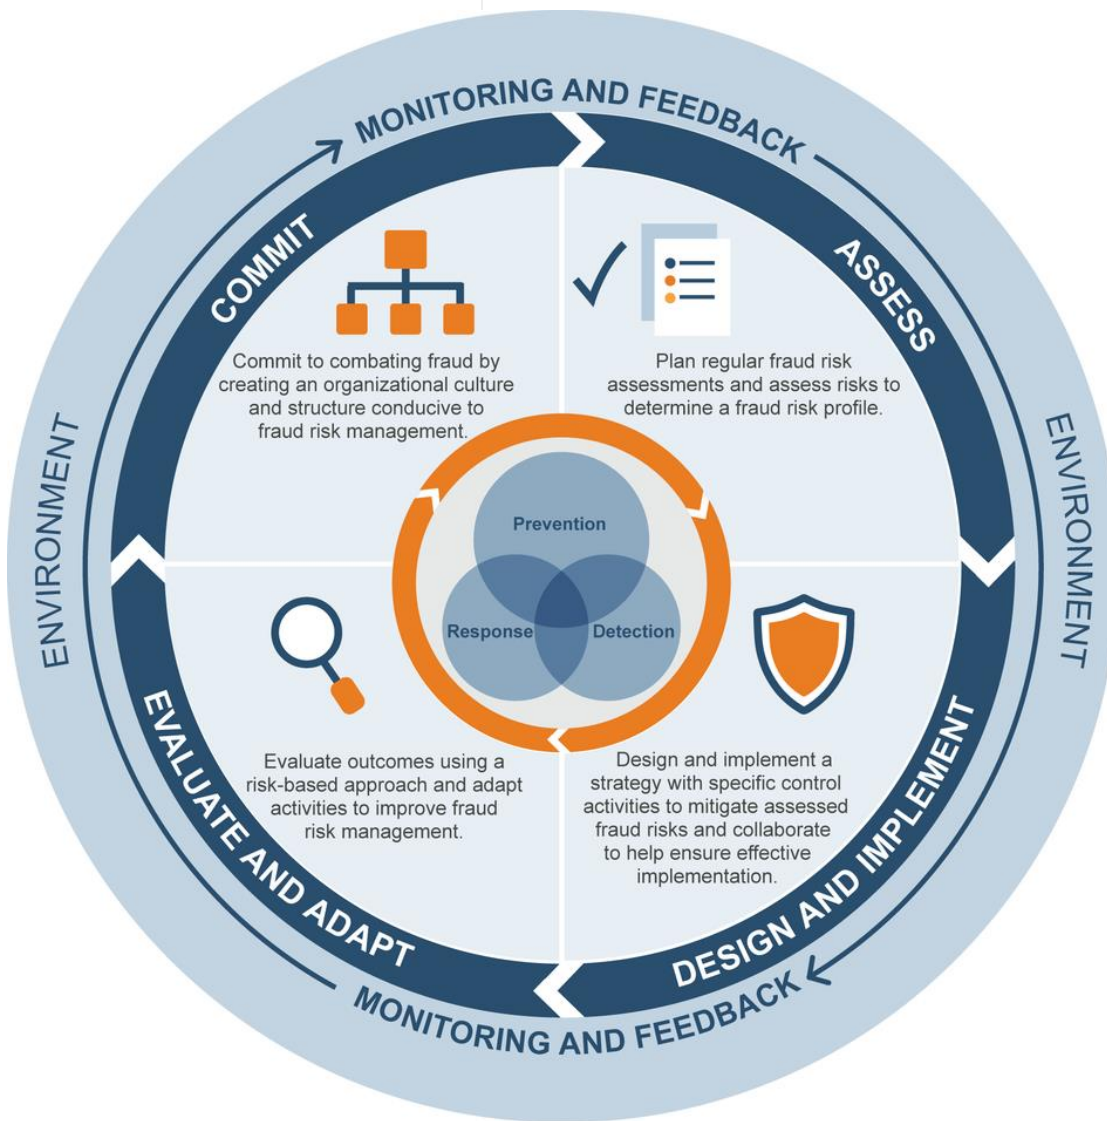 MONITORING AND FEEDBACK
COMMIT
ASSESS
Commit to combating fraud by
creating an organizational culture
and structure conducive to
fraud risk management.
Plan regular fraud risk
assessments and assess risks to
determine a fraud risk profile.
ENVIRONMENT
ENVIRONMENT
Prevention
Response
Detection
EVALUATE AND ADAPT
Evaluate outcomes using a
risk-based approach and adapt
activities to improve fraud
risk management.
DESIGN AND IMPLEMENT
Design and implement a
strategy with specific control
activities to mitigate assessed
fraud risks and collaborate
to help ensure effective
implementation.
MONITORING AND FEEDBACK